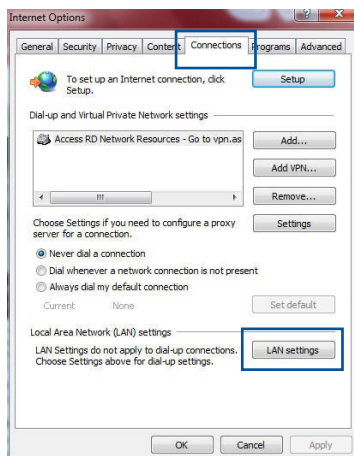 Internet Options
General Security Privacy Content Connections Programs Advanced
To set up an Internet connection, click
Setup.
Setup
Dial-up and Virtual Private Network settings
Access RD Network Resources - Go to vpn.as
Add...
Add VPN...
Remove...
Choose Settings if you need to configure a proxy
server for a connection.
Settings
Never dial a connection
Dial whenever a network connection is not present
Always dial my default connection
Current None
Set default
Local Area Network (LAN) settings
LAN Settings do not apply to dial-up connections.
Choose Settings above for dial-up settings.
LAN settings
OK Cancel Apply